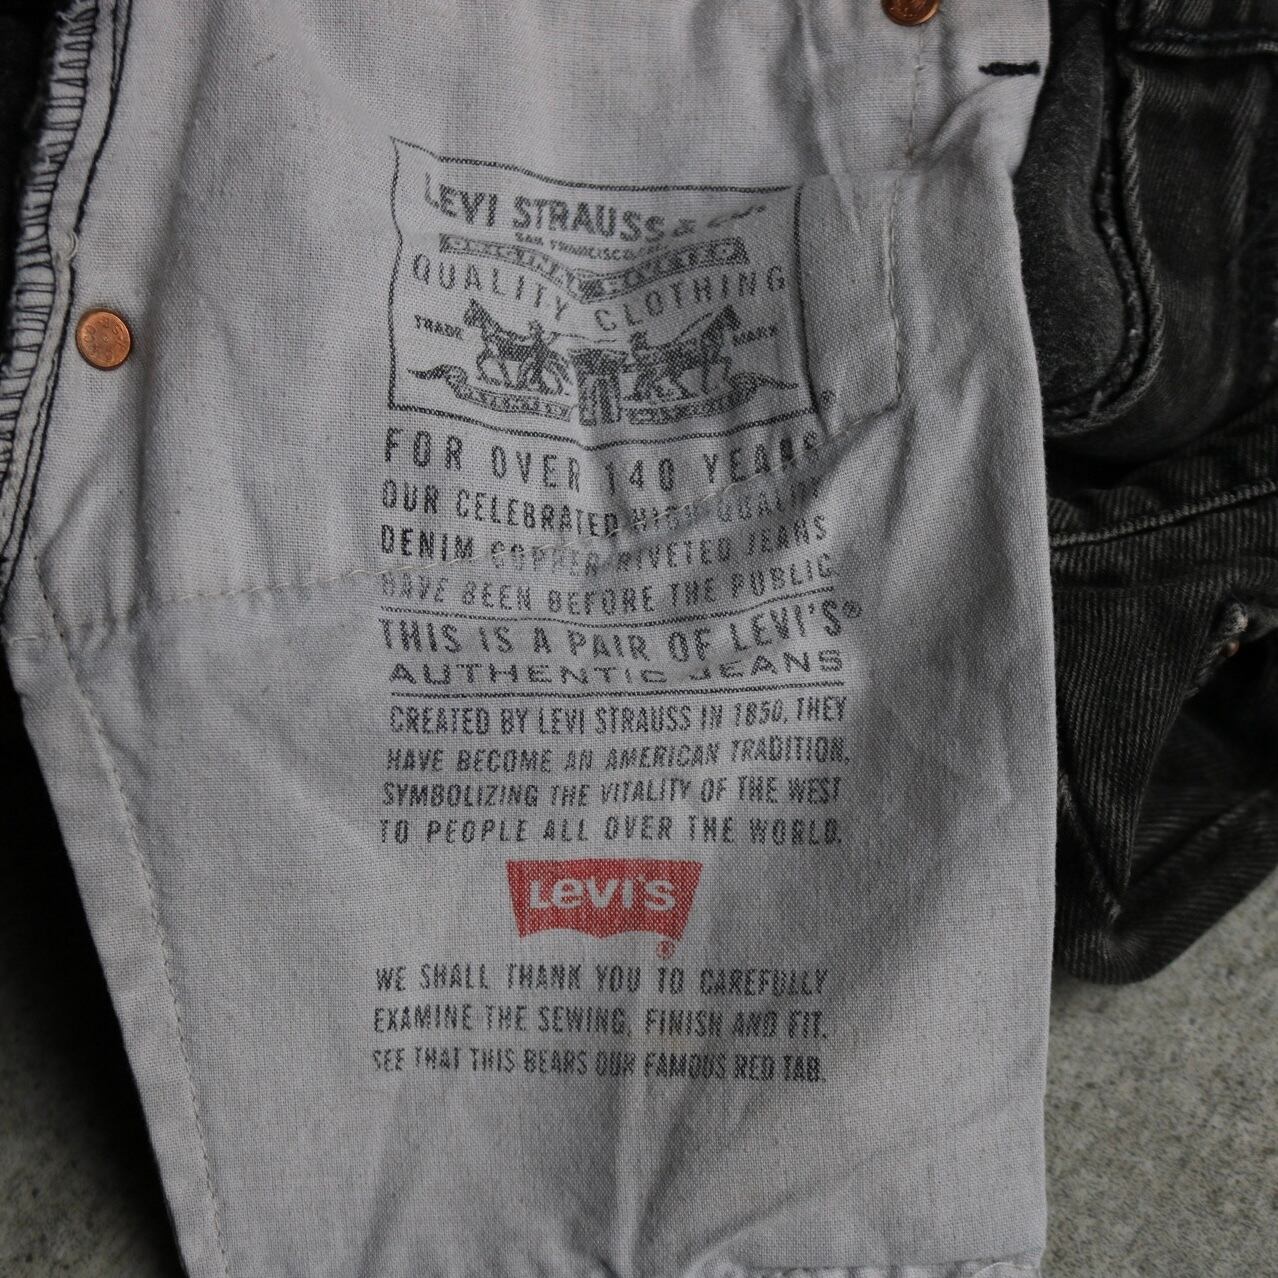 LEVI STRAUSS &
SAN FRANCISCO
QUALITY CLOTHING
TRADE MARK
FOR OVER 140 YEARS
OUR CELEBRATED HIGH QUALITY
DENIM COPPER RIVETED JEANS
HAVE BEEN BEFORE THE PUBLIC
THIS IS A PAIR OF LEVI'S®
AUTHENTIC JEANS
CREATED BY LEVI STRAUSS IN 1850, THEY
HAVE BECOME AN AMERICAN TRADITION,
SYMBOLIZING THE VITALITY OF THE WEST
TO PEOPLE ALL OVER THE WORLD.
LeVI'S
®
WE SHALL THANK YOU TO CAREFULLY
EXAMINE THE SEWING, FINISH AND FIT.
SEE THAT THIS BEARS OUR FAMOUS RED TAB.